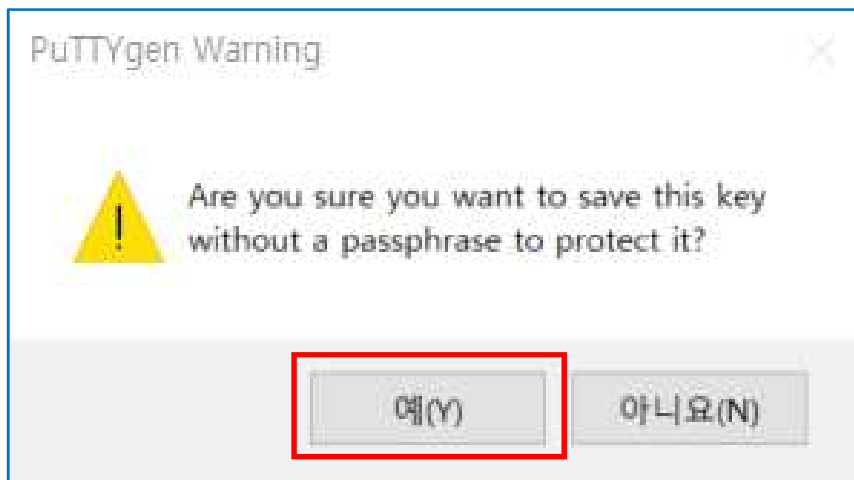 PuTTYgen Warning
Are you sure you want to save this key
without a passphrase to protect it?
예(Y) 아니요(N)